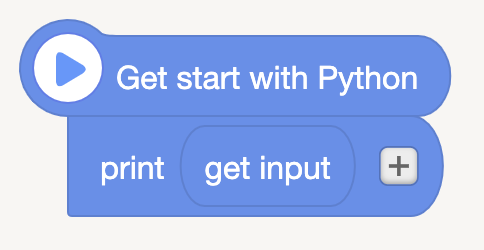 Get start with Python
print get input +